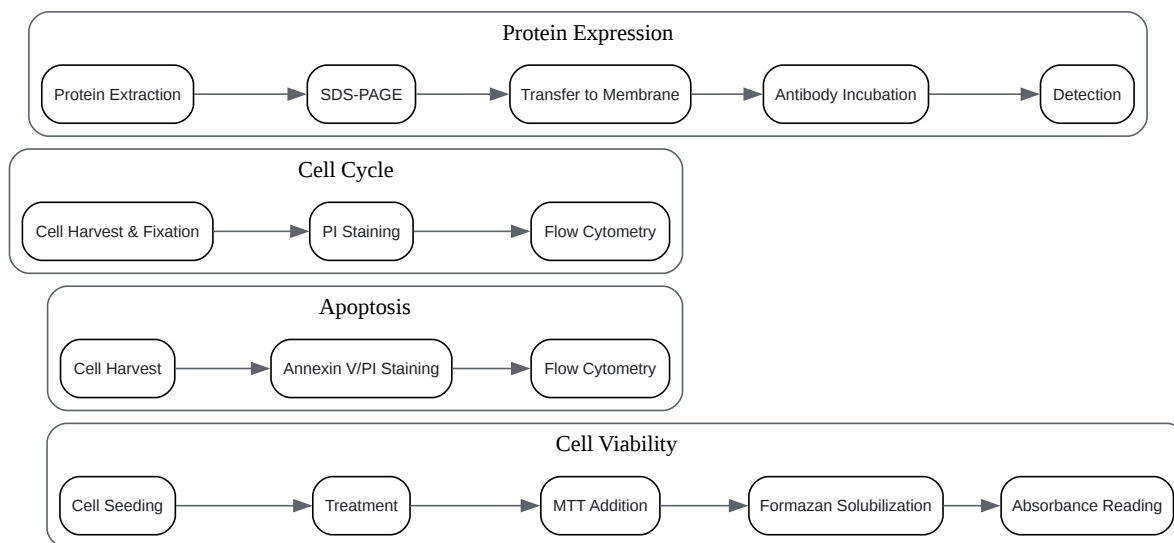 Protein Expression
Protein Extraction
SDS-PAGE
Transfer to Membrane
Antibody Incubation
Detection
Cell Cycle
Cell Harvest & Fixation
PI Staining
Flow Cytometry
Apoptosis
Cell Harvest
Annexin V/PI Staining
Flow Cytometry
Cell Viability
Cell Seeding
Treatment
MTT Addition
Formazan Solubilization
Absorbance Reading